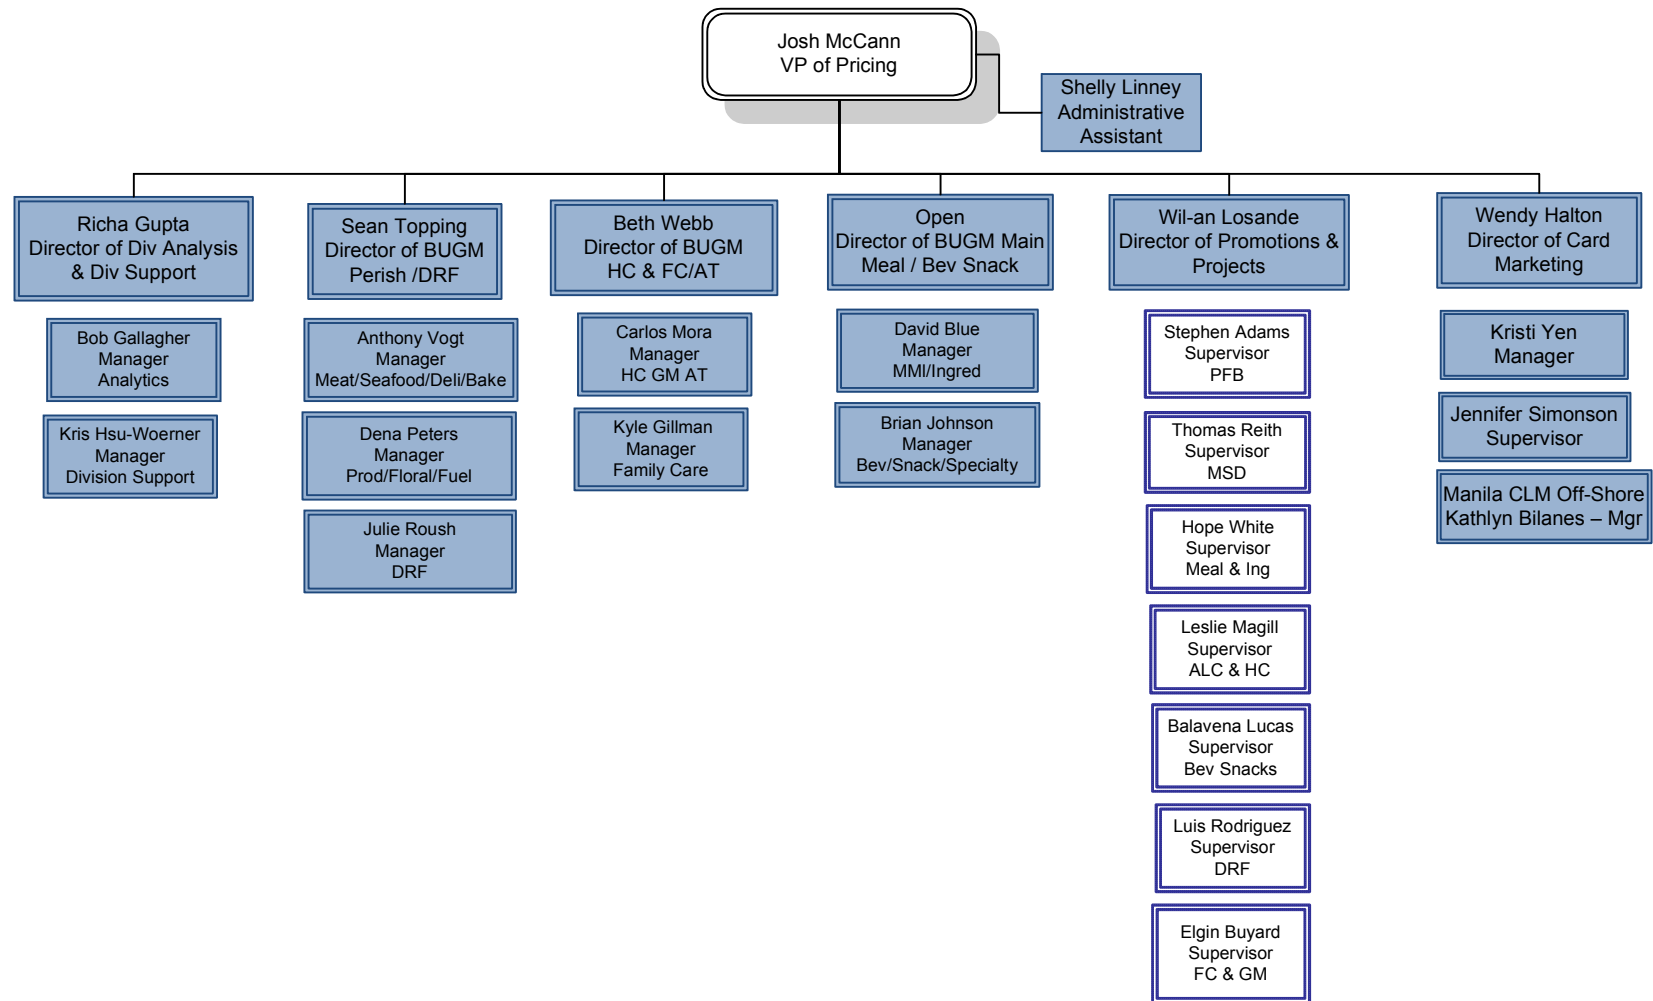 Josh McCann
VP of Pricing
Shelly Linney
Administrative
Assistant
Richa Gupta
Director of Div Analysis
& Div Support
Bob Gallagher
Manager
Analytics
Kris Hsu-Woerner
Manager
Division Support
Sean Topping
Director of BUGM
Perish /DRF
Anthony Vogt
Manager
Meat/Seafood/Deli/Bake
Dena Peters
Manager
Prod/Floral/Fuel
Julie Roush
Manager
DRF
Beth Webb
Director of BUGM
HC & FC/AT
Carlos Mora
Manager
HC GM AT
Kyle Gillman
Manager
Family Care
Open
Director of BUGM Main
Meal / Bev Snack
David Blue
Manager
MMI/Ingred
Brian Johnson
Manager
Bev/Snack/Specialty
Wil-an Losande
Director of Promotions &
Projects
Stephen Adams
Supervisor
PFB
Thomas Reith
Supervisor
MSD
Hope White
Supervisor
Meal & Ing
Leslie Magill
Supervisor
ALC & HC
Balavena Lucas
Supervisor
Bev Snacks
Luis Rodriguez
Supervisor
DRF
Elgin Buyard
Supervisor
FC & GM
Wendy Halton
Director of Card
Marketing
Kristi Yen
Manager
Jennifer Simonson
Supervisor
Manila CLM Off-Shore
Kathlyn Bilanes – Mgr